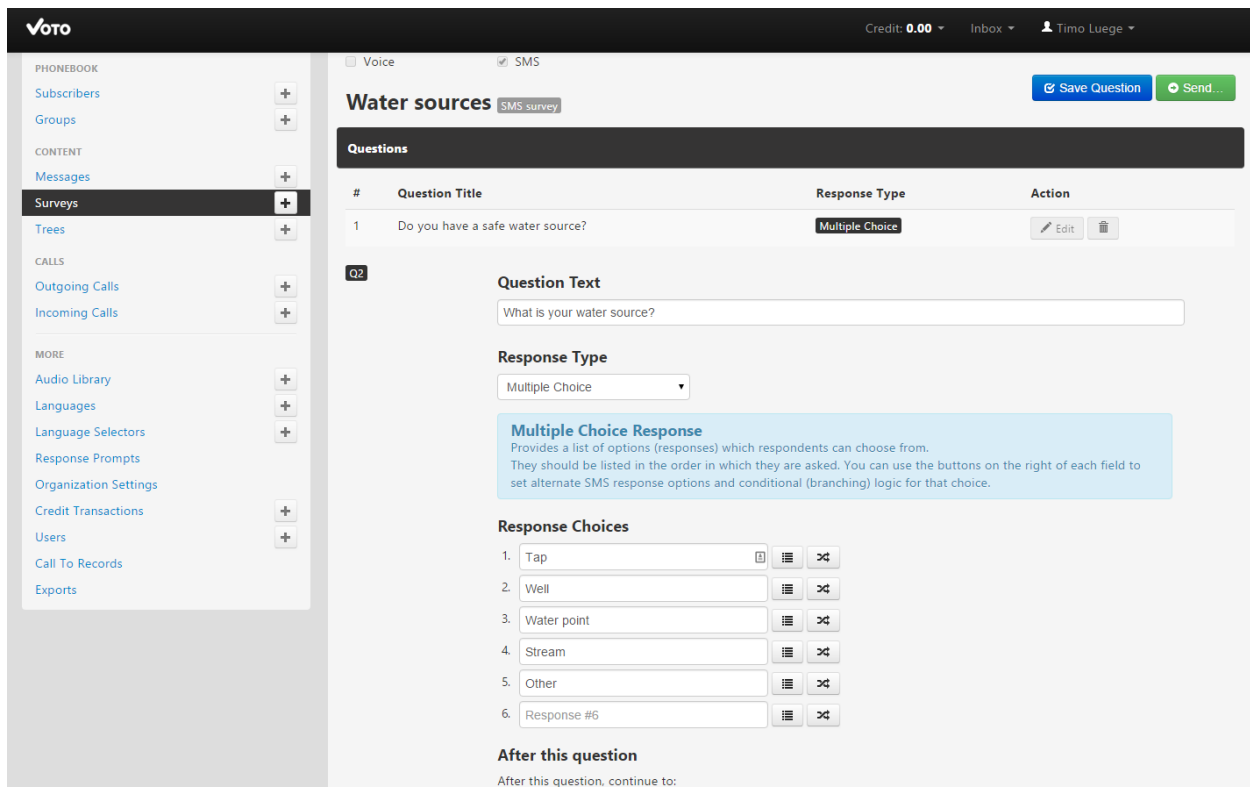 VOTO
Credit: 0.00 Inbox Timo Luege
PHONEBOOK
Subscribers
Groups
CONTENT
Messages
Surveys
Trees
CALLS
Outgoing Calls
Incoming Calls
MORE
Audio Library
Languages
Language Selectors
Response Prompts
Organization Settings
Credit Transactions
Users
Call To Records
Exports
Voice SMS
Water sources SMS survey
Save Question Send...
Questions
# Question Title Response Type Action
1 Do you have a safe water source? Multiple Choice Edit
Q2
Question Text
What is your water source?
Response Type
Multiple Choice
Multiple Choice Response
Provides a list of options (responses) which respondents can choose from.
They should be listed in the order in which they are asked. You can use the buttons on the right of each field to
set alternate SMS response options and conditional (branching) logic for that choice.
Response Choices
1. Tap
2. Well
3. Water point
4. Stream
5. Other
6. Response #6
After this question
After this question, continue to: